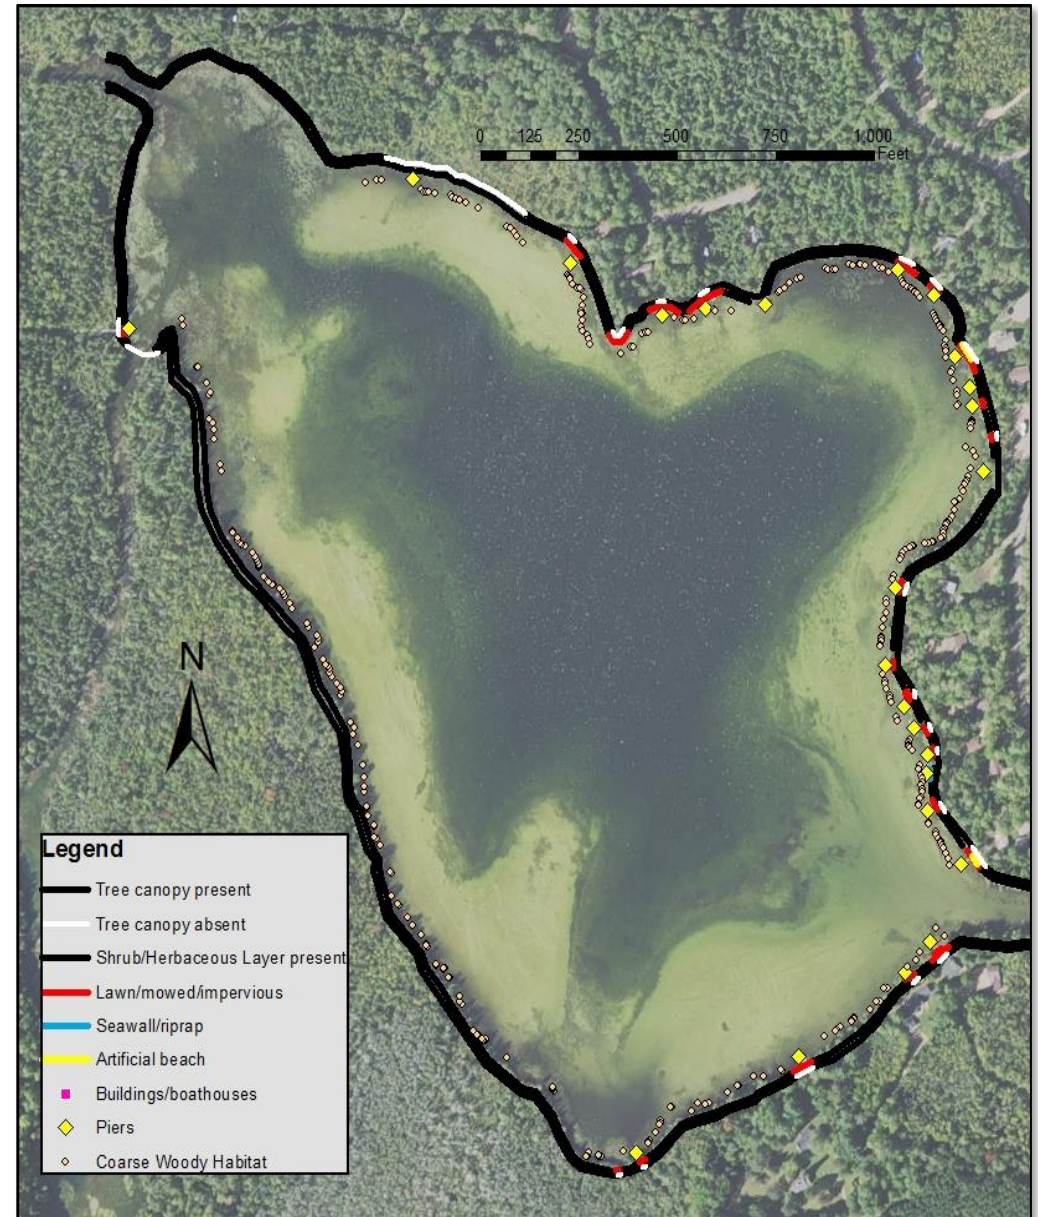 0 125 250 500 750 1,000
Feet
N
Legend
Tree canopy present
Tree canopy absent
Shrub/Herbaceous Layer present
Lawn/mowed/impervious
Seawall/riprap
Artificial beach
Buildings/boathouses
Piers
Coarse Woody Habitat